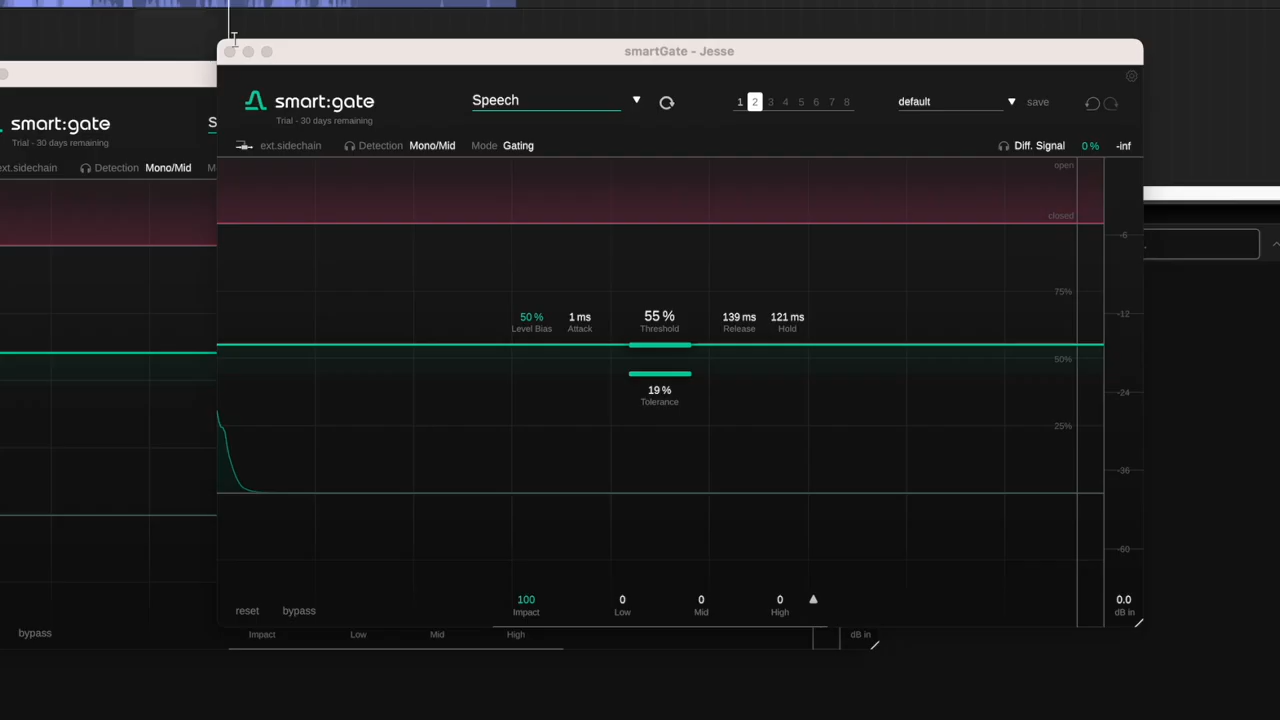 smartGate - Jesse
smart:gate
Trial - 30 days remaining
Speech
1 2 3 4 5 6 7 8
default
save
ext.sidechain
Detection Mono/Mid
Mode Gating
Diff. Signal
0 %
-inf
open
closed
-6
75%
-12
50 %
Level Bias
1 ms
Attack
55 %
Threshold
139 ms
Release
121 ms
Hold
50%
19 %
Tolerance
-24
25%
-36
-60
reset
bypass
100
Impact
0
Low
0
Mid
0
High
0.0
dB in
smart:gate
Trial - 30 days remaining
S
ext.sidechain
Detection Mono/Mid
M
bypass
Impact
Low
Mid
High
dB in